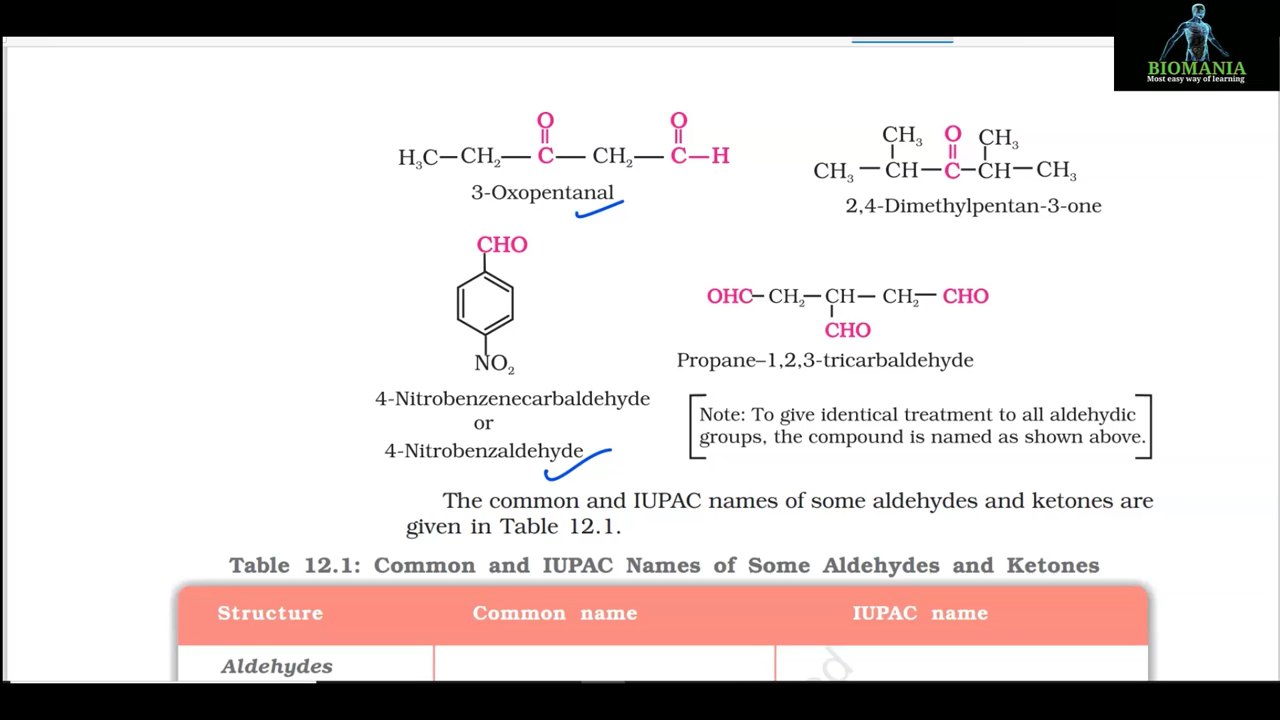 BIOMANIA
Most easy way of learning
O
O
H₃C–CH₂–C–CH₂–C–H
3-Oxopentanal
CH₃ O CH₃
CH₃–CH–C–CH–CH₃
2,4-Dimethylpentan-3-one
CHO
NO₂
4-Nitrobenzenecarbaldehyde
or
4-Nitrobenzaldehyde
OHC–CH₂–CH–CH₂–CHO
CHO
Propane–1,2,3-tricarbaldehyde
Note: To give identical treatment to all aldehydic
groups, the compound is named as shown above.
The common and IUPAC names of some aldehydes and ketones are
given in Table 12.1.
Table 12.1: Common and IUPAC Names of Some Aldehydes and Ketones
Structure Common name IUPAC name
Aldehydes